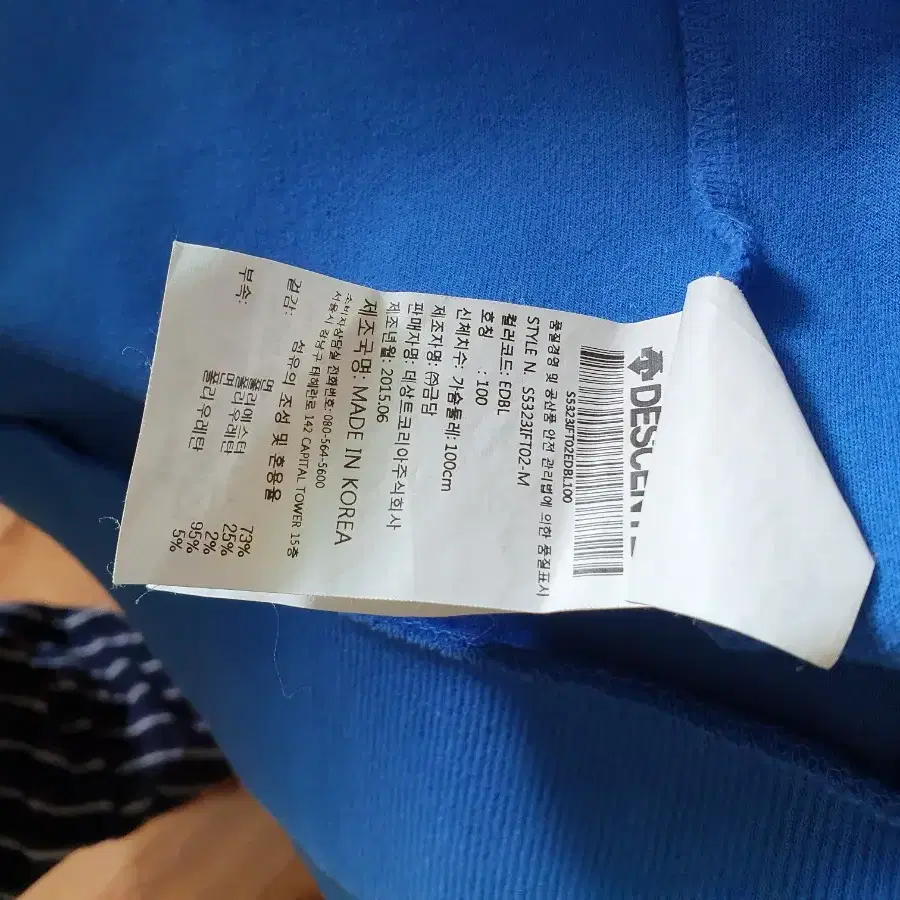 DESCENTE
S5323IFT02EDBL100
품질경영 및 공산품 안전 관리법에 의한 품질표시
STYLE N. S5323IFT02-M
컬러코드: EDBL
호칭 : 100
신체치수: 가슴둘레: 100cm
제조자명: ㈜금담
판매자명: 데상트코리아주식회사
제조년월: 2015.06
제조국명: MADE IN KOREA
소비자상담실 전화번호: 080-564-5600
서울시 강남구 테헤란로 142 CAPITAL TOWER 15층
섬유의 조성 및 혼용율
겉감: 면 73%
폴리에스터 25%
폴리우레탄 2%
부속: 면 95%
폴리우레탄 5%